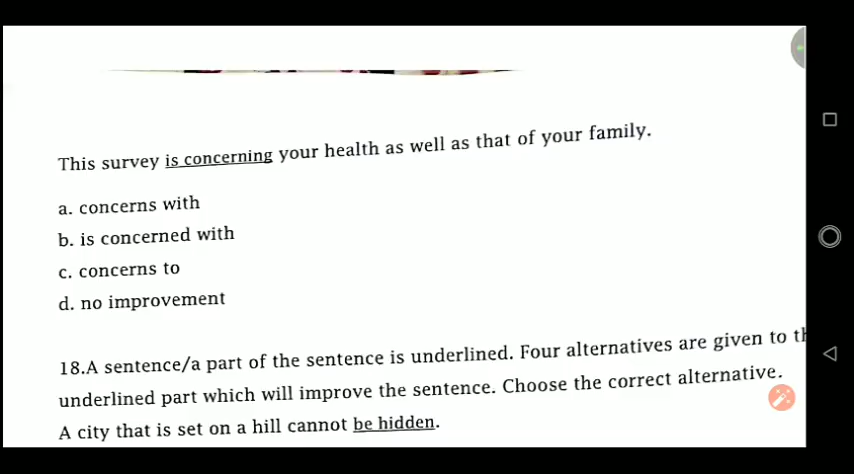 This survey is concerning your health as well as that of your family.
a. concerns with
b. is concerned with
c. concerns to
d. no improvement
18.A sentence/a part of the sentence is underlined. Four alternatives are given to
underlined part which will improve the sentence. Choose the correct alternative.
A city that is set on a hill cannot be hidden.